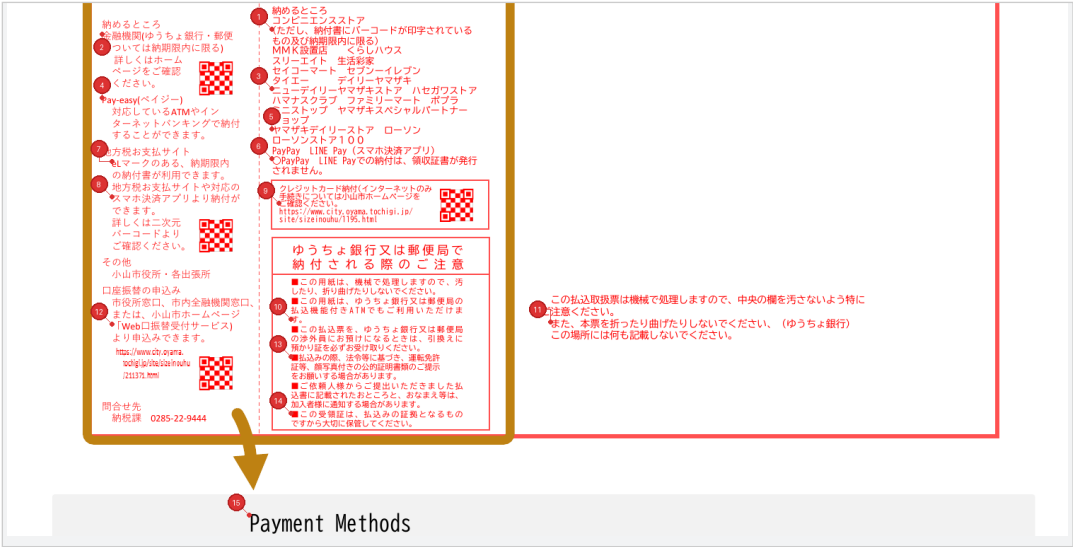 納めるところ
金融機関(ゆうちょ銀行・郵便
ついては納期限内に限る)
詳しくはホーム
ページをご確認
ください。
Pay-easy(ペイジー)
対応しているATMやイン
ターネットバンキングで納付
することができます。
地方税お支払サイト
eLマークのある、納期限内
の納付書が利用できます。
地方税お支払サイトや対応の
スマホ決済アプリより納付が
できます。
詳しくは二次元
バーコードより
ご確認ください。
その他
小山市役所・各出張所
口座振替の申込み
市役所窓口、市内金融機関窓口、
または、小山市ホームページ
「Web口振替受付サービス)
より申込みできます。
https://www.city.oyama.
tochigi.jp/site/sizeinouhu
/211371.html
問合せ先
納税課 0285-22-9444
納めるところ
コンビニエンスストア
(ただし、納付書にバーコードが印字されている
もの及び納期限内に限る)
MMK設置店 くらしハウス
スリーエイト 生活彩家
セイコーマート セブンーイレブン
タイエー デイリーヤマザキ
ニューデイリーヤマザキストア ハセガワストア
ハマナスクラブ ファミリーマート ポプラ
ミニストップ ヤマザキスペシャルパートナー
ショップ
ヤマザキデイリーストア ローソン
ローソンストア100
PayPay LINE Pay(スマホ決済アプリ)
○PayPay LINE Payでの納付は、領収証書が発行
されません。
クレジットカード納付(インターネットのみ
手続きについては小山市ホームページを
ご確認ください。
https://www.city.oyama.tochigi.jp/
site/sizeinouhu/1195.html
ゆうちょ銀行又は郵便局で
納付される際のご注意
■この用紙は、機械で処理しますので、汚
したり、折り曲げたりしないでください。
■この用紙は、ゆうちょ銀行又は郵便局の
払込機能付きATMでもご利用いただけま
す。
■この払込票を、ゆうちょ銀行又は郵便局
の渉外員にお預けになるときは、引換えに
預かり証を必ずお受け取りください。
■払込みの際、法令等に基づき、運転免許
証等、顔写真付きの公的証明書類のご提示
をお願いする場合があります。
■ご依頼人様からご提出いただきました払
込書に記載されたおところと、おなまえ等は、
加入者様に通知する場合があります。
■この受領証は、払込みの証拠となるもの
ですから大切に保管してください。
この払込取扱票は機械で処理しますので、中央の欄を汚さないよう特に
ご注意ください。
また、本票を折ったり曲げたりしないでください、(ゆうちょ銀行)
この場所には何も記載しないでください。
1
2
3
4
5
6
7
8
9
10
11
12
13
14
15
Payment Methods